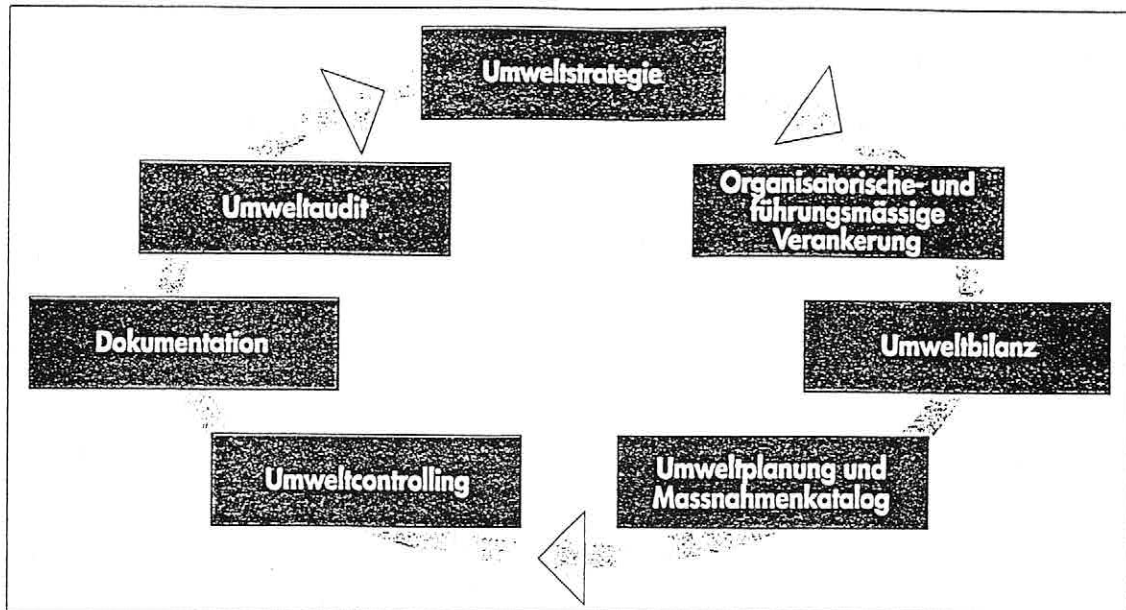 Umweltstrategie
Organisatorische- und
führungsmässige
Verankerung
Umweltbilanz
Umweltplanung und
Massnahmenkatalog
Umweltcontrolling
Dokumentation
Umweltaudit